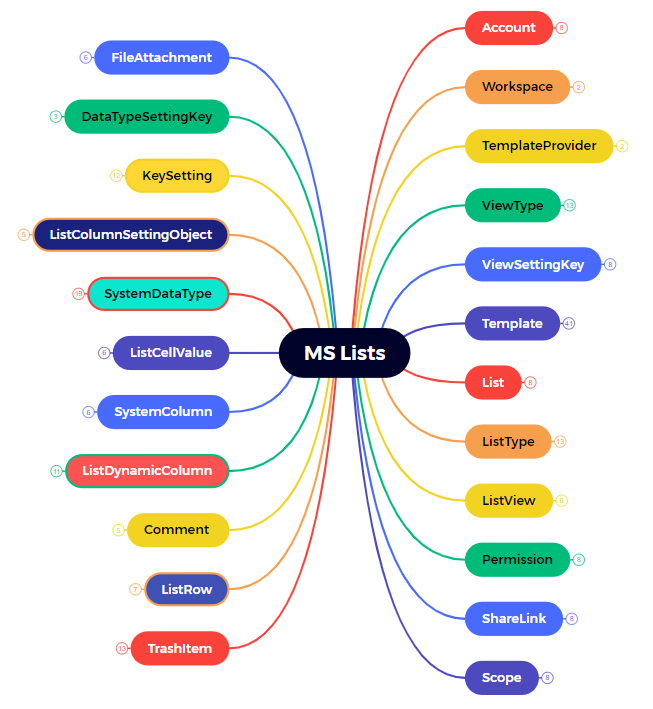 FileAttachment 6
DataTypeSettingKey 3
KeySetting 12
ListColumnSettingObject 5
SystemDataType 19
ListCellValue 6
SystemColumn 6
ListDynamicColumn 11
Comment 5
ListRow 7
TrashItem 13
MS Lists
Account 8
Workspace 2
TemplateProvider 2
ViewType 13
ViewSettingKey 8
Template 41
List 8
ListType 13
ListView 6
Permission 8
ShareLink 8
Scope 8